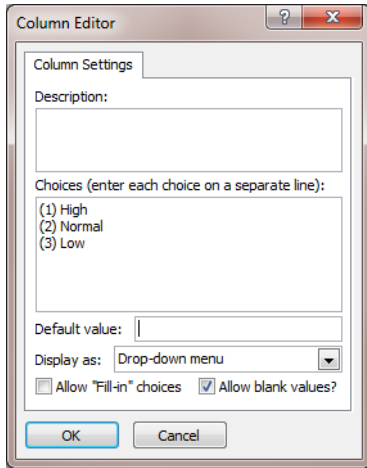 Column Editor
Column Settings
Description:
Choices (enter each choice on a separate line):
(1) High
(2) Normal
(3) Low
Default value:
Display as: Drop-down menu
Allow "Fill-in" choices Allow blank values?
OK Cancel